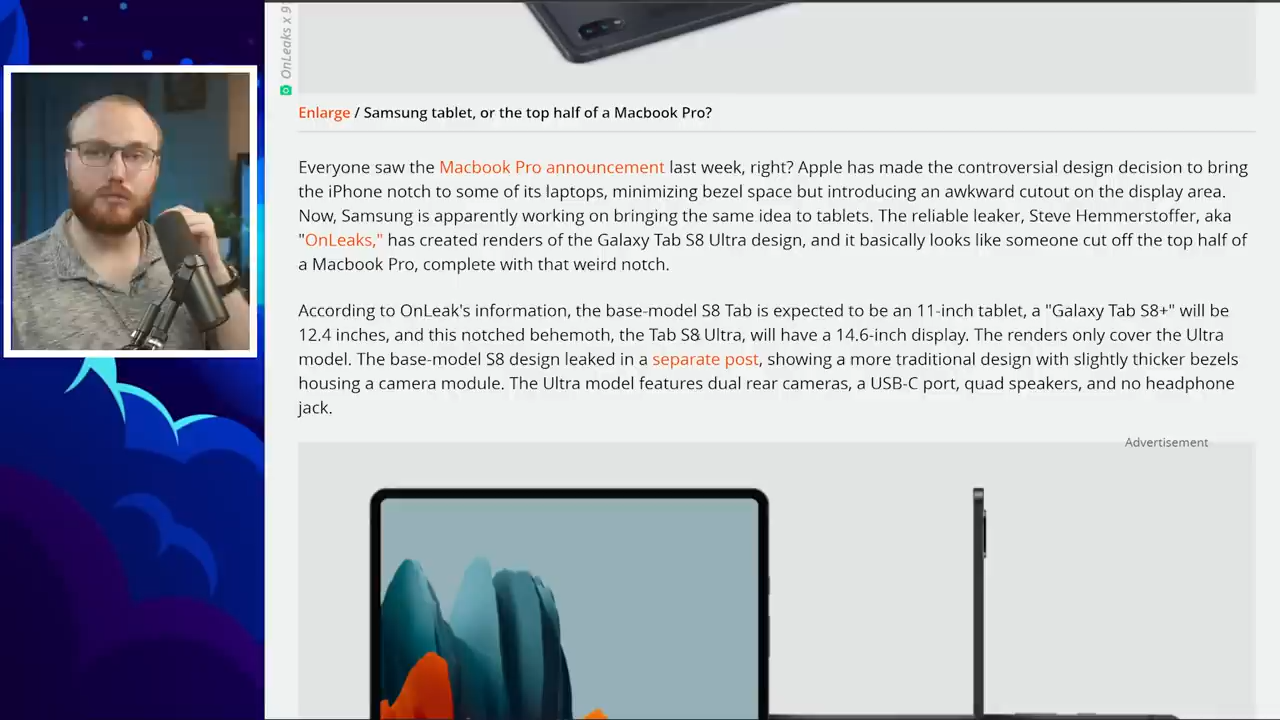 OnLeaks x 9
Enlarge / Samsung tablet, or the top half of a Macbook Pro?
Everyone saw the Macbook Pro announcement last week, right? Apple has made the controversial design decision to bring
the iPhone notch to some of its laptops, minimizing bezel space but introducing an awkward cutout on the display area.
Now, Samsung is apparently working on bringing the same idea to tablets. The reliable leaker, Steve Hemmerstoffer, aka
"OnLeaks," has created renders of the Galaxy Tab S8 Ultra design, and it basically looks like someone cut off the top half of
a Macbook Pro, complete with that weird notch.
According to OnLeak's information, the base-model S8 Tab is expected to be an 11-inch tablet, a "Galaxy Tab S8+" will be
12.4 inches, and this notched behemoth, the Tab S8 Ultra, will have a 14.6-inch display. The renders only cover the Ultra
model. The base-model S8 design leaked in a separate post, showing a more traditional design with slightly thicker bezels
housing a camera module. The Ultra model features dual rear cameras, a USB-C port, quad speakers, and no headphone
jack.
Advertisement